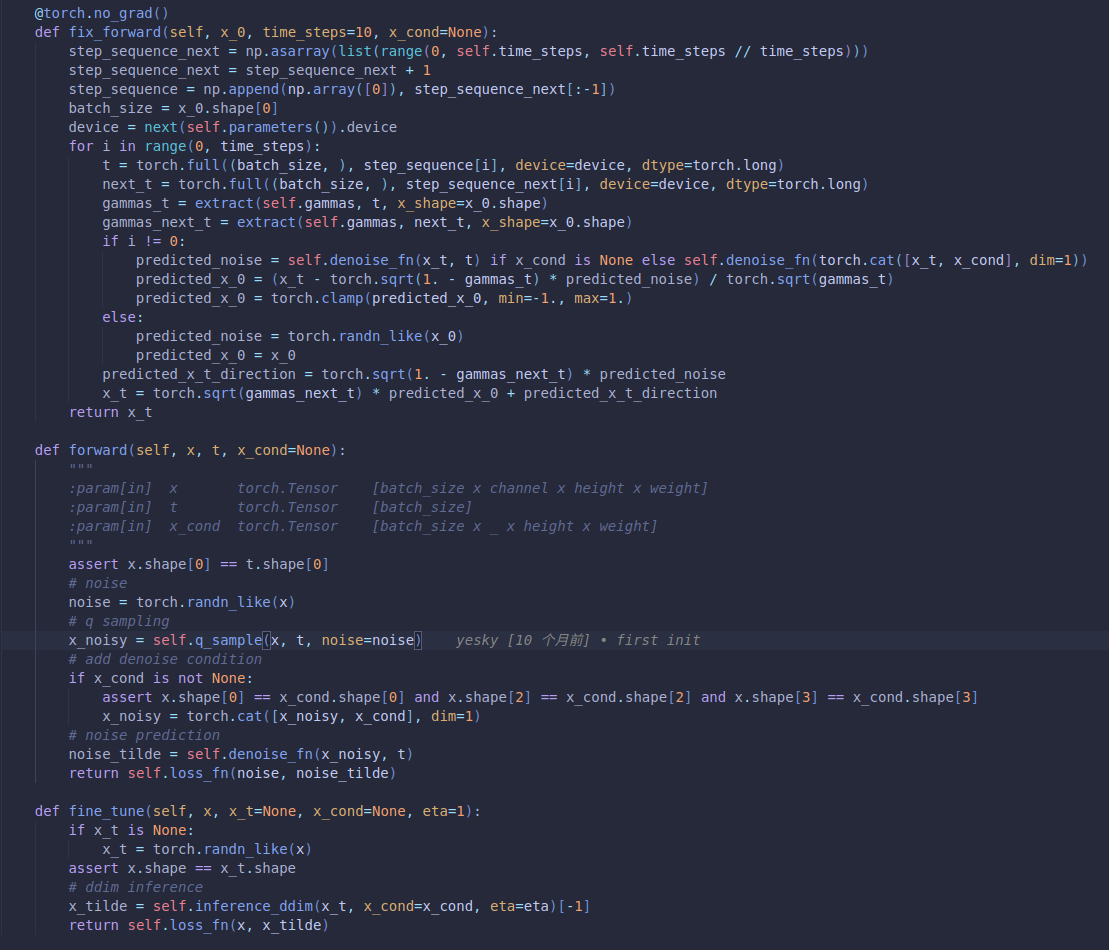 @torch.no_grad()
def fix_forward(self, x_0, time_steps=10, x_cond=None):
    step_sequence_next = np.asarray(list(range(0, self.time_steps, self.time_steps // time_steps)))
    step_sequence_next = step_sequence_next + 1
    step_sequence = np.append(np.array([0]), step_sequence_next[:-1])
    batch_size = x_0.shape[0]
    device = next(self.parameters()).device
    for i in range(0, time_steps):
        t = torch.full((batch_size, ), step_sequence[i], device=device, dtype=torch.long)
        next_t = torch.full((batch_size, ), step_sequence_next[i], device=device, dtype=torch.long)
        gammas_t = extract(self.gammas, t, x_shape=x_0.shape)
        gammas_next_t = extract(self.gammas, next_t, x_shape=x_0.shape)
        if i != 0:
            predicted_noise = self.denoise_fn(x_t, t) if x_cond is None else self.denoise_fn(torch.cat([x_t, x_cond], dim=1))
            predicted_x_0 = (x_t - torch.sqrt(1. - gammas_t) * predicted_noise) / torch.sqrt(gammas_t)
            predicted_x_0 = torch.clamp(predicted_x_0, min=-1., max=1.)
        else:
            predicted_noise = torch.randn_like(x_0)
            predicted_x_0 = x_0
        predicted_x_t_direction = torch.sqrt(1. - gammas_next_t) * predicted_noise
        x_t = torch.sqrt(gammas_next_t) * predicted_x_0 + predicted_x_t_direction
    return x_t

def forward(self, x, t, x_cond=None):
    """
    :param[in]  x       torch.Tensor    [batch_size x channel x height x weight]
    :param[in]  t       torch.Tensor    [batch_size]
    :param[in]  x_cond  torch.Tensor    [batch_size x _ x height x weight]
    """
    assert x.shape[0] == t.shape[0]
    # noise
    noise = torch.randn_like(x)
    # q sampling
    x_noisy = self.q_sample(x, t, noise=noise)    yesky [10 个月前] • first init
    # add denoise condition
    if x_cond is not None:
        assert x.shape[0] == x_cond.shape[0] and x.shape[2] == x_cond.shape[2] and x.shape[3] == x_cond.shape[3]
        x_noisy = torch.cat([x_noisy, x_cond], dim=1)
    # noise prediction
    noise_tilde = self.denoise_fn(x_noisy, t)
    return self.loss_fn(noise, noise_tilde)

def fine_tune(self, x, x_t=None, x_cond=None, eta=1):
    if x_t is None:
        x_t = torch.randn_like(x)
    assert x.shape == x_t.shape
    # ddim inference
    x_tilde = self.inference_ddim(x_t, x_cond=x_cond, eta=eta)[-1]
    return self.loss_fn(x, x_tilde)